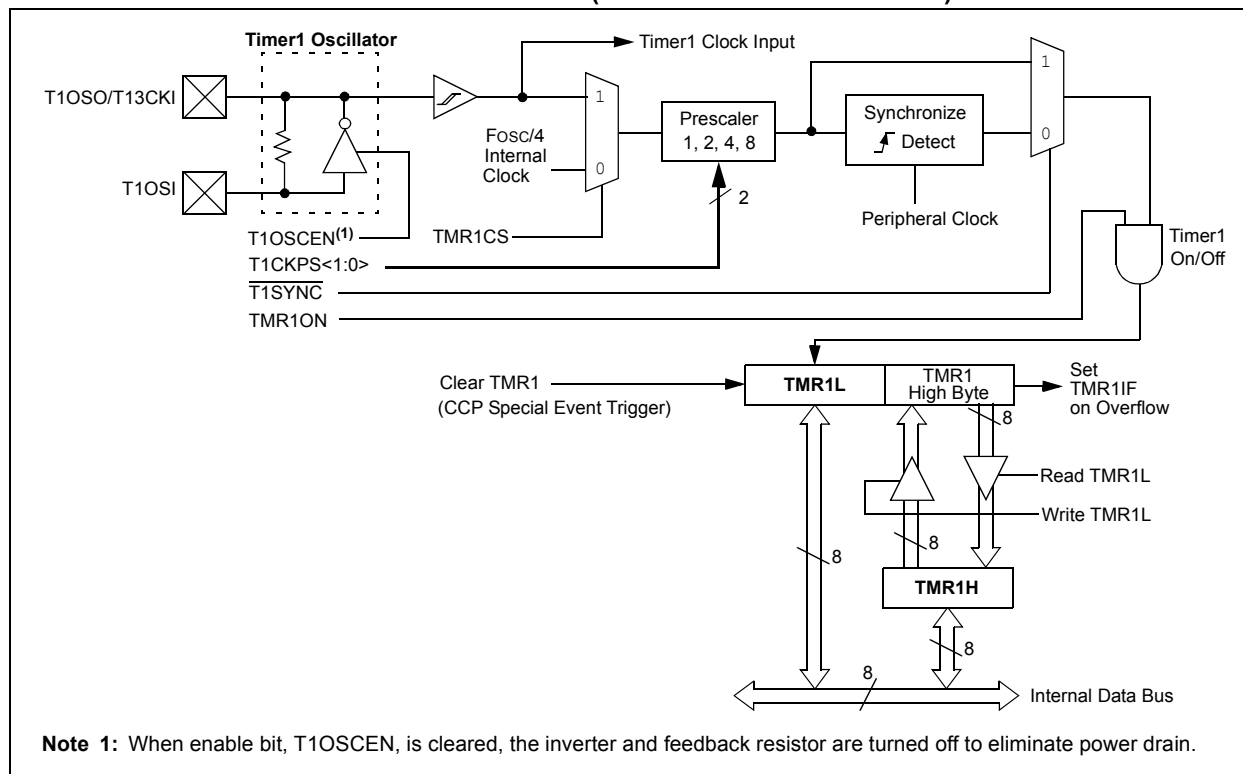 Timer1 Oscillator
Timer1 Clock Input
T1OSO/T13CKI
1
1
Prescaler
1, 2, 4, 8
Synchronize
Detect
FOSC/4
Internal
Clock
0
0
T1OSI
2
Peripheral Clock
T1OSCEN(1)
TMR1CS
Timer1
On/Off
T1CKPS<1:0>
T1SYNC
TMR1ON
Clear TMR1
(CCP Special Event Trigger)
TMR1L
TMR1
High Byte
Set
TMR1IF
on Overflow
8
Read TMR1L
Write TMR1L
8
8
TMR1H
8
8
Internal Data Bus
Note 1: When enable bit, T1OSCEN, is cleared, the inverter and feedback resistor are turned off to eliminate power drain.